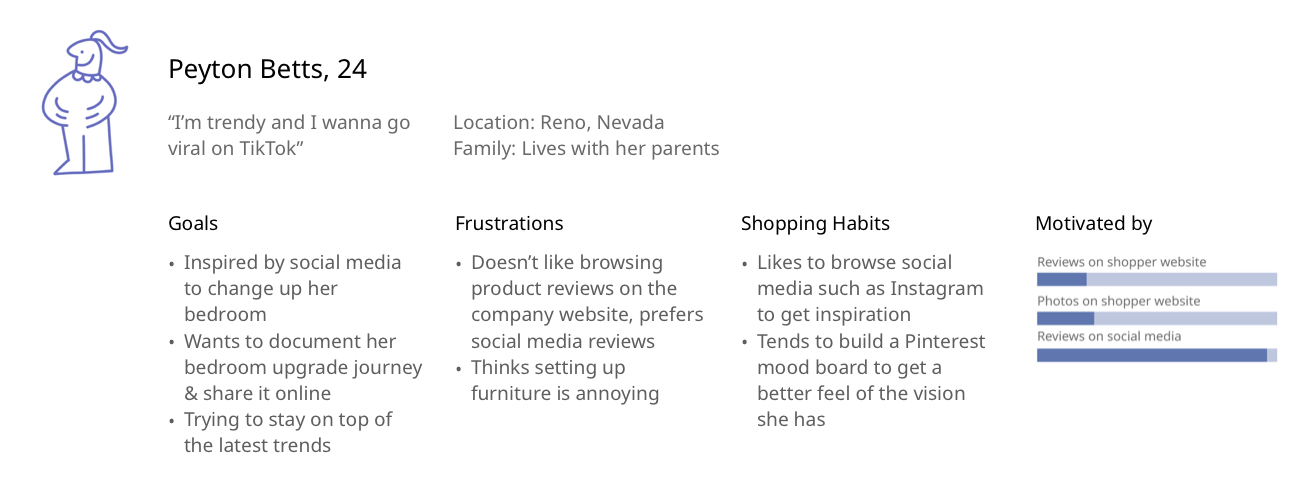 Peyton Betts, 24
“I’m trendy and I wanna go
viral on TikTok”
Location: Reno, Nevada
Family: Lives with her parents
Goals
• Inspired by social media
to change up her
bedroom
• Wants to document her
bedroom upgrade journey
& share it online
• Trying to stay on top of
the latest trends
Frustrations
• Doesn’t like browsing
product reviews on the
company website, prefers
social media reviews
• Thinks setting up
furniture is annoying
Shopping Habits
• Likes to browse social
media such as Instagram
to get inspiration
• Tends to build a Pinterest
mood board to get a
better feel of the vision
she has
Motivated by
Reviews on shopper website
Photos on shopper website
Reviews on social media